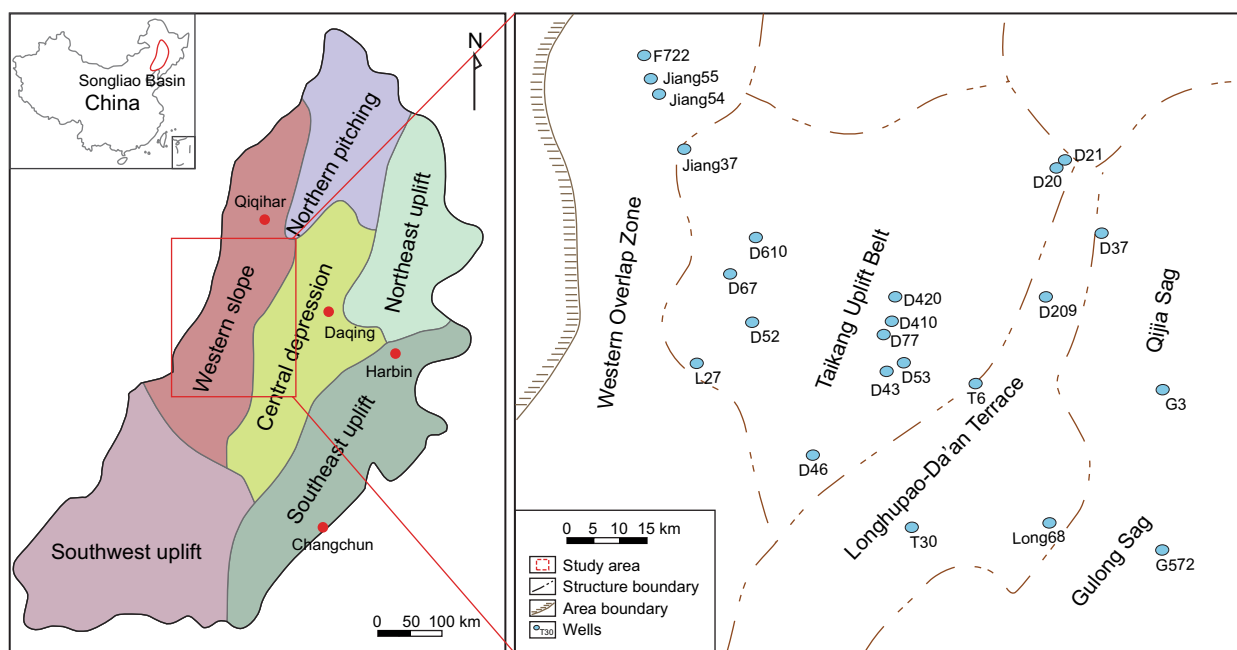 Songliao Basin
China
N
Northern pitching
Qiqihar
Northeast uplift
Western slope
Central depression
Daqing
Harbin
Southeast uplift
Southwest uplift
Changchun
0 50 100 km
F722
Jiang55
Jiang54
Jiang37
D21
D20
D610
D37
D67
Western Overlap Zone
Taikang Uplift Belt
D420
D209
Qijia Sag
D52
D410
D77
L27
D53
D43
T6
G3
Longhupao-Da'an Terrace
D46
T30
Long68
Gulong Sag
G572
0 5 10 15 km
Study area
Structure boundary
Area boundary
T30 Wells